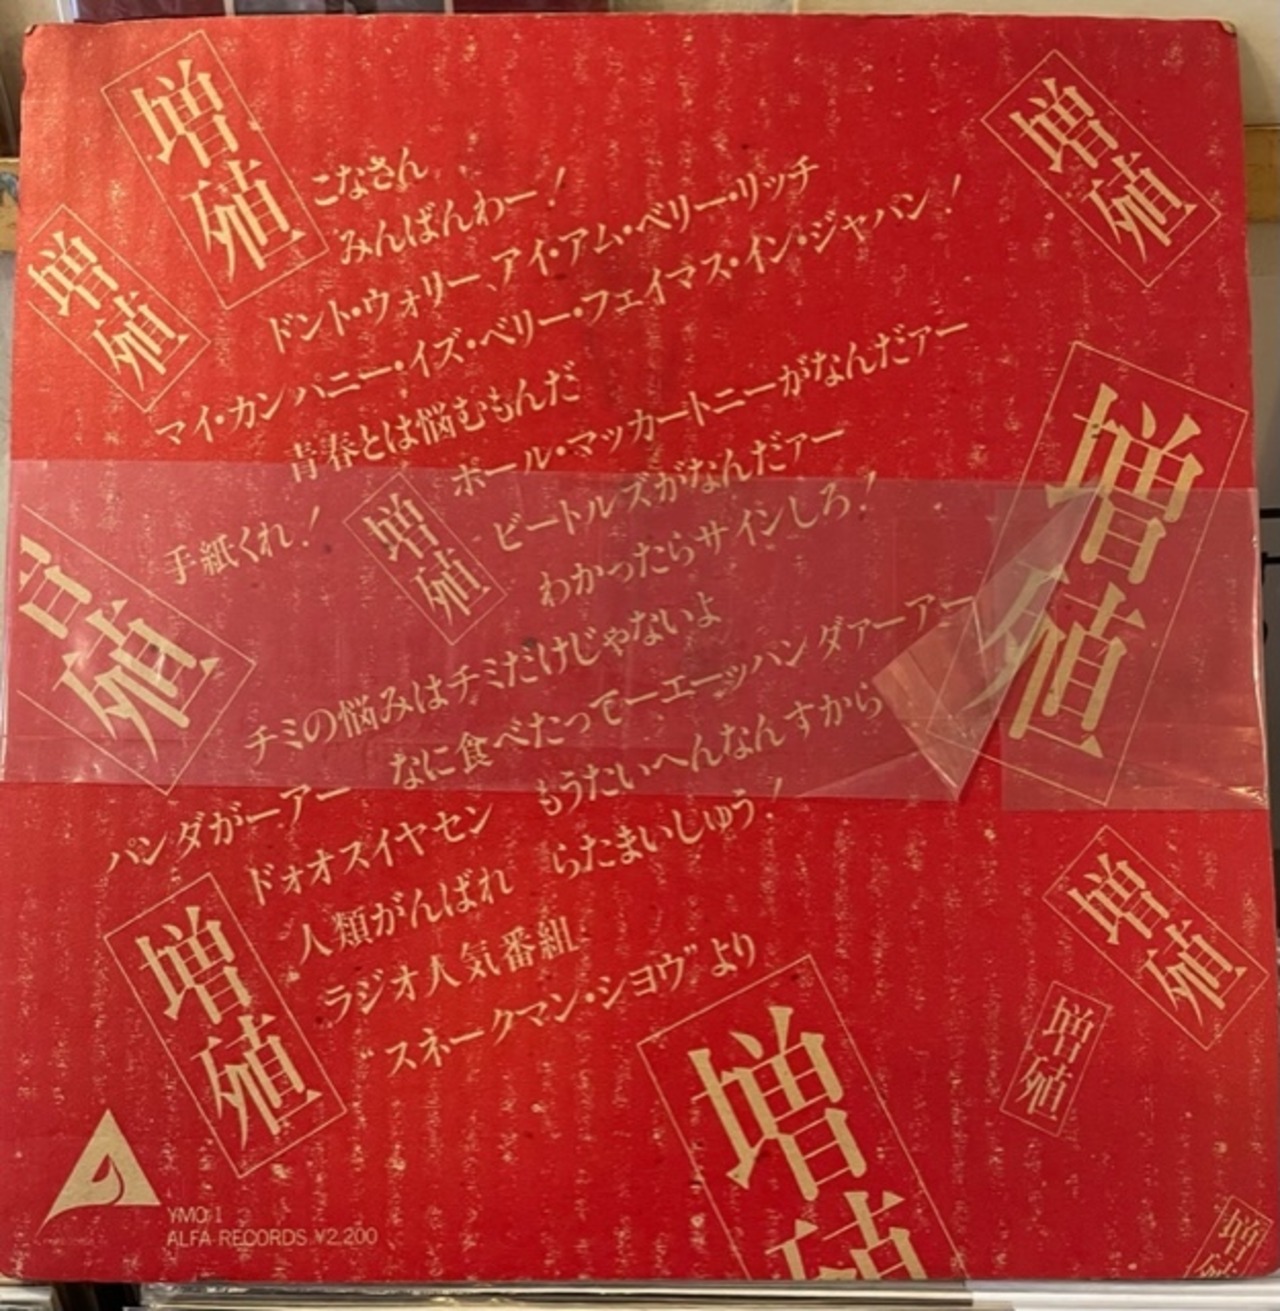 増殖
増殖
増殖
こなさん
みんばんわー!
ドント・ウォリー、アイ・アム・ベリー・リッチ
マイ・カンパニー・イズ・ベリー・フェイマス・イン・ジャパン!
青春とは悩むもんだ
ポール・マッカートニーがなんだァー
手紙くれ!
増殖
ビートルズがなんだァー
わかったらサインしろ!
増殖
殖
チミの悩みはチミだけじゃないよ
なに食べたってーエーッパンダァーアー
パンダがーアー
もうたいへんなんすから
ドォオスイヤセン
らたまいしゅう!
人類がんばれ
ラジオ人気番組
“スネークマン・ショウ”より
増殖
増殖
増殖
増殖
増殖
増
YMO-1
ALFA RECORDS ¥2,200